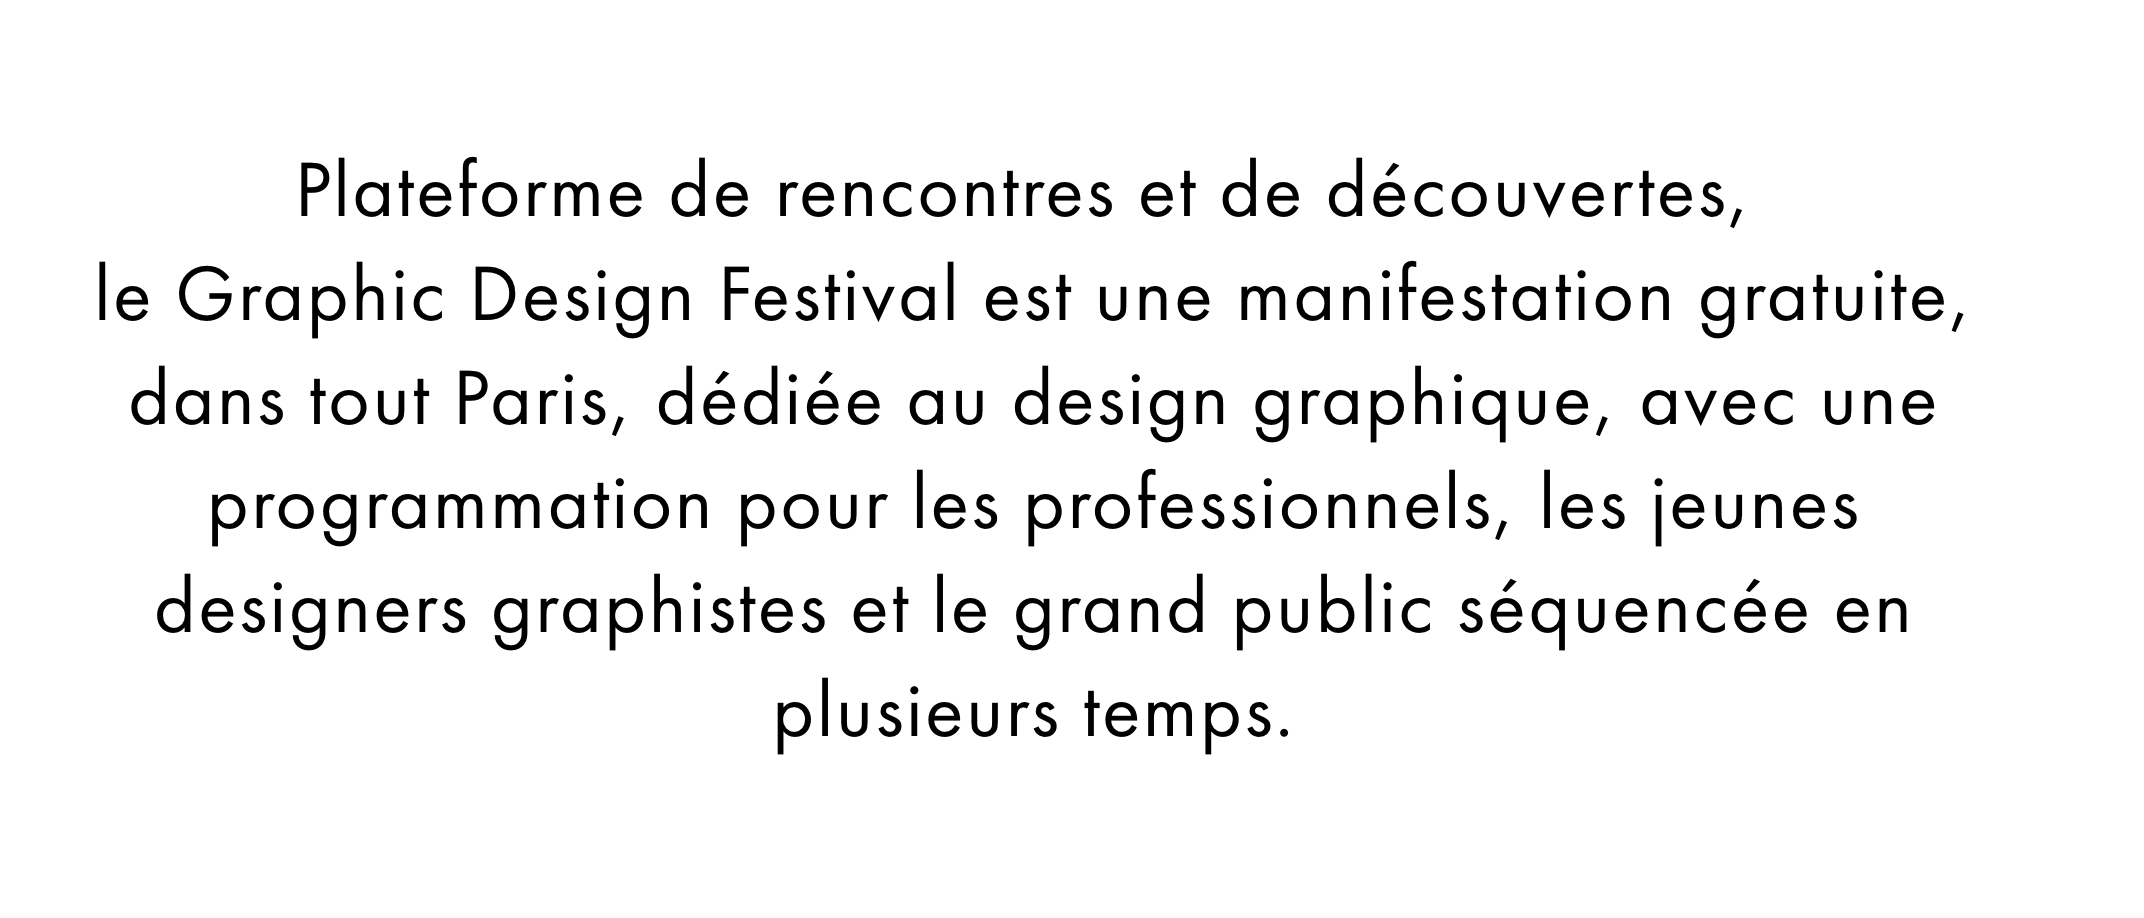 Plateforme de rencontres et de découvertes,
le Graphic Design Festival est une manifestation gratuite,
dans tout Paris, dédiée au design graphique, avec une
programmation pour les professionnels, les jeunes
designers graphistes et le grand public séquencée en
plusieurs temps.